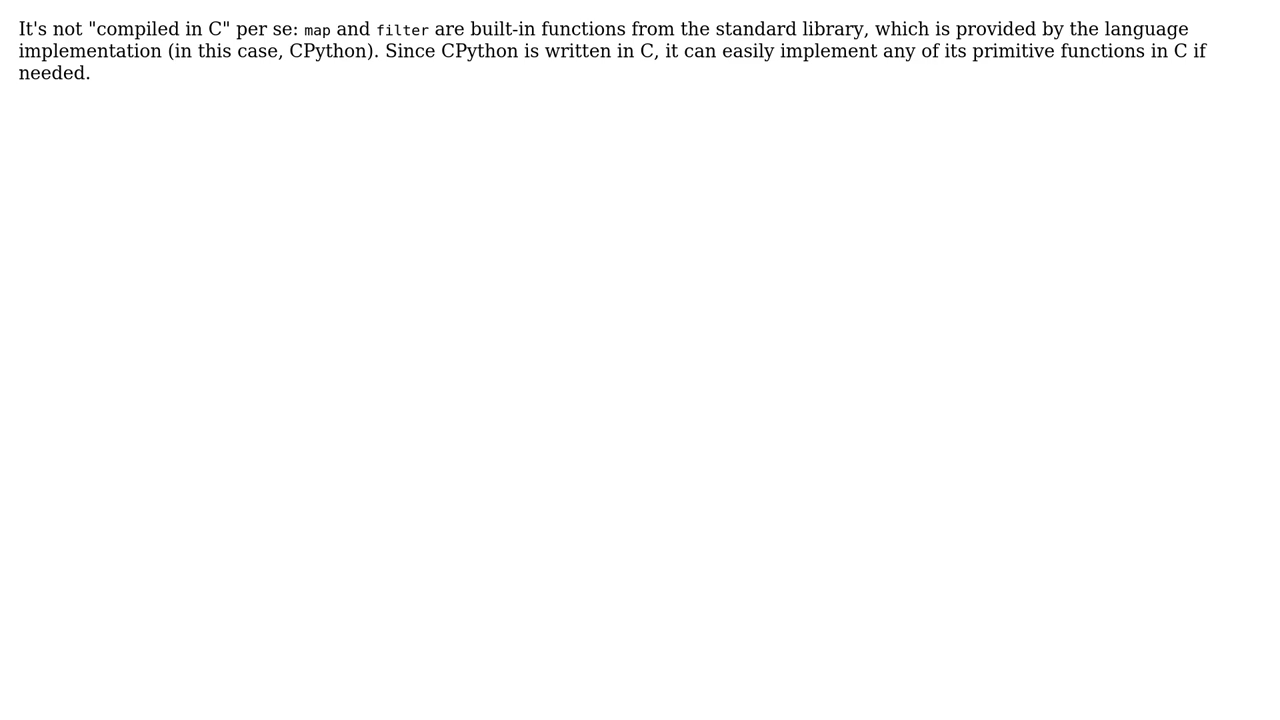 It's not "compiled in C" per se: map and filter are built-in functions from the standard library, which is provided by the language
implementation (in this case, CPython). Since CPython is written in C, it can easily implement any of its primitive functions in C if
needed.